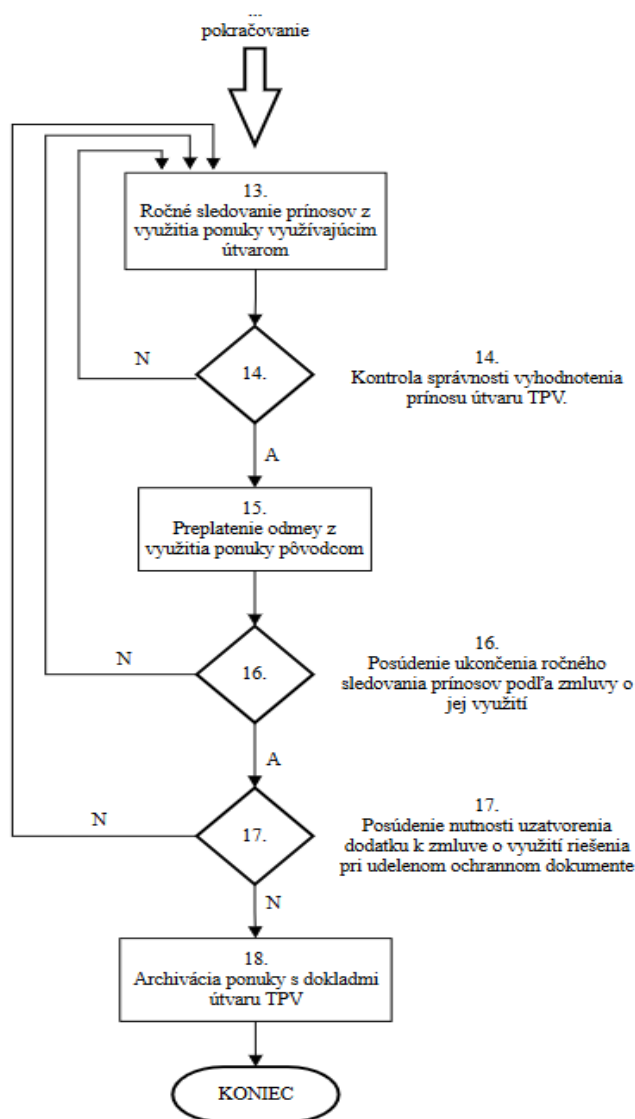 ...
pokračovanie
13.
Ročné sledovanie prínosov z
využitia ponuky využívajúcim
útvarom
N
14.
14.
Kontrola správnosti vyhodnotenia
prínosu útvaru TPV.
A
15.
Preplatenie odmey z
využitia ponuky pôvodcom
N
16.
16.
Posúdenie ukončenia ročného
sledovania prínosov podľa zmluvy o
jej využití
A
N
17.
17.
Posúdenie nutnosti uzatvorenia
dodatku k zmluve o využití riešenia
pri udelenom ochrannom dokumente
N
18.
Archivácia ponuky s dokladmi
útvaru TPV
KONIEC